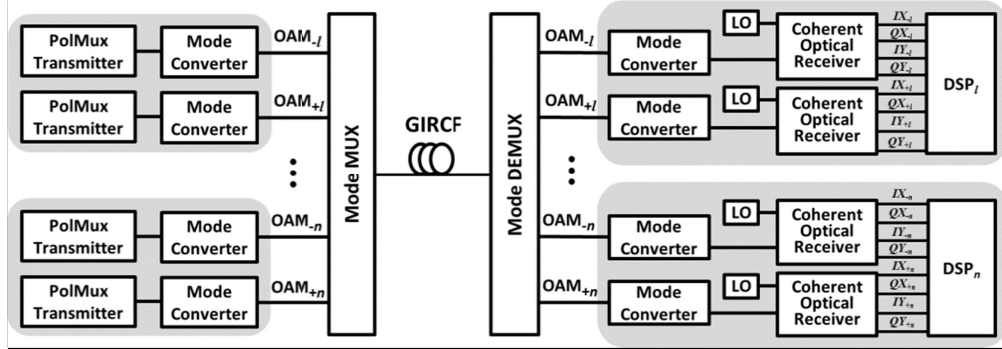 PolMux Transmitter
Mode Converter
OAM-l
PolMux Transmitter
Mode Converter
OAM+l
PolMux Transmitter
Mode Converter
OAM-n
PolMux Transmitter
Mode Converter
OAM+n
Mode MUX
GIRCF
Mode DEMUX
OAM-l
Mode Converter
LO
Coherent Optical Receiver
IX-l
QX-l
IY-l
QY-l
OAM+l
Mode Converter
LO
Coherent Optical Receiver
IX+l
QX+l
IY+l
QY+l
DSPl
OAM-n
Mode Converter
LO
Coherent Optical Receiver
IX-n
QX-n
IY-n
QY-n
OAM+n
Mode Converter
LO
Coherent Optical Receiver
IX+n
QX+n
IY+n
QY+n
DSPn